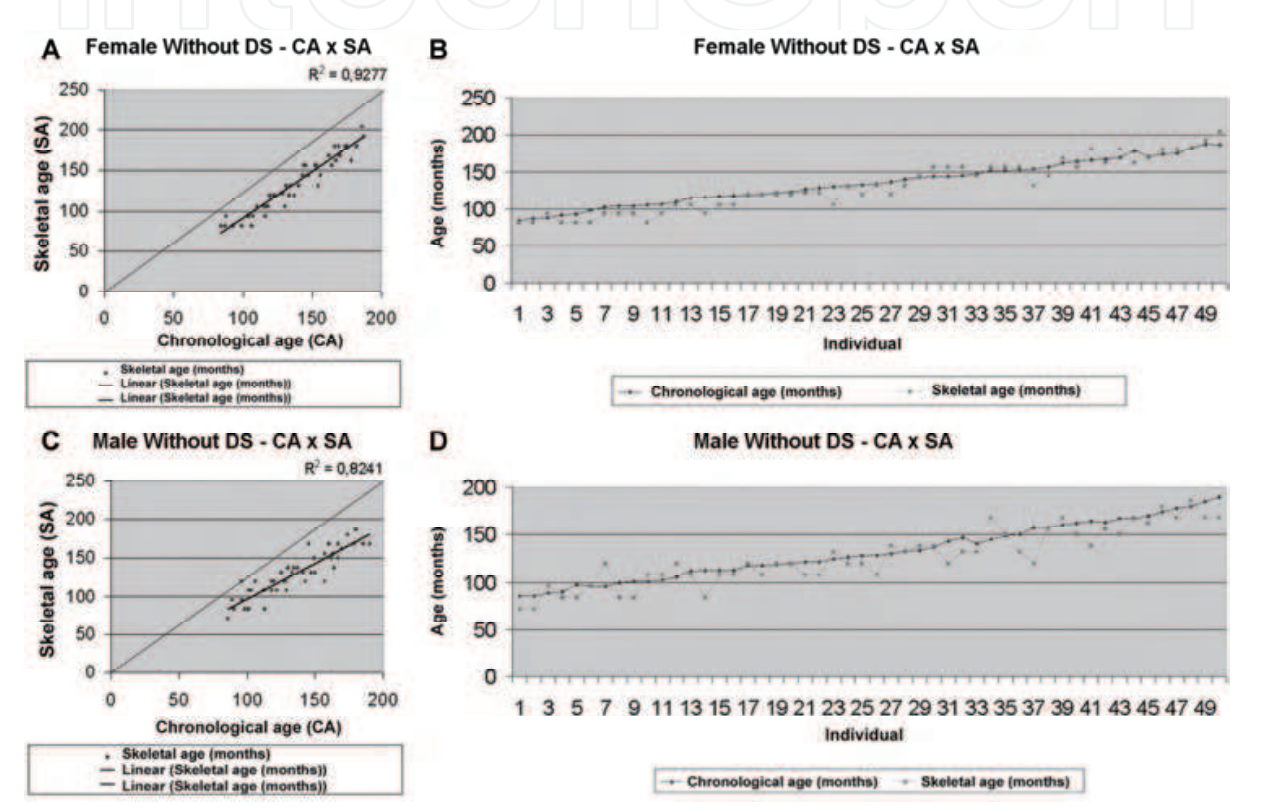 A Female Without DS - CA x SA
R² = 0,9277
Skeletal age (SA)
250
200
150
100
50
0
0 50 100 150 200
Chronological age (CA)
Skeletal age (months)
Linear (Skeletal age (months))
Linear (Skeletal age (months))
B Female Without DS - CA x SA
Age (months)
250
200
150
100
50
0
1 3 5 7 9 11 13 15 17 19 21 23 25 27 29 31 33 35 37 39 41 43 45 47 49
Individual
Chronological age (months) Skeletal age (months)
C Male Without DS - CA x SA
R² = 0,8241
Skeletal age (SA)
250
200
150
100
50
0
0 50 100 150 200
Chronological age (CA)
Skeletal age (months)
Linear (Skeletal age (months))
Linear (Skeletal age (months))
D Male Without DS - CA x SA
Age (months)
200
150
100
50
0
1 3 5 7 9 11 13 15 17 19 21 23 25 27 29 31 33 35 37 39 41 43 45 47 49
Individual
Chronological age (months) Skeletal age (months)